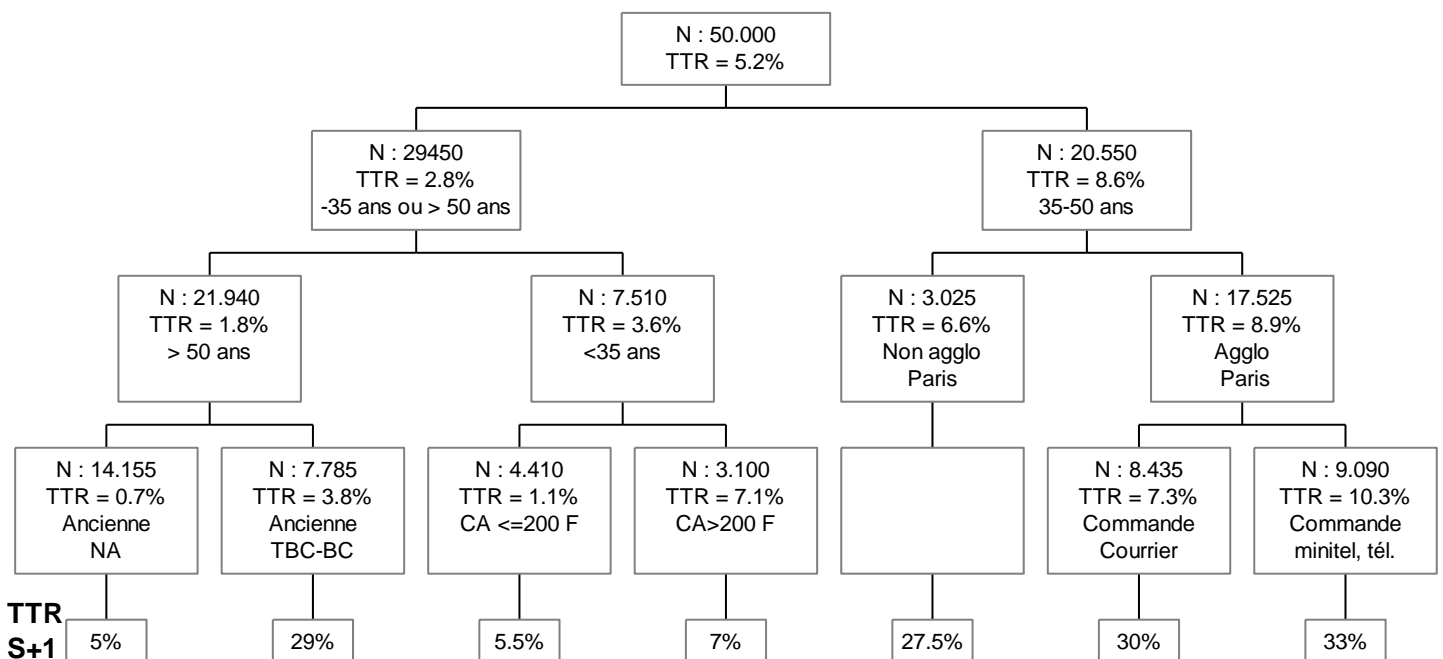 N : 50.000
TTR = 5.2%
N : 29450
TTR = 2.8%
-35 ans ou > 50 ans
N : 20.550
TTR = 8.6%
35-50 ans
N : 21.940
TTR = 1.8%
> 50 ans
N : 7.510
TTR = 3.6%
<35 ans
N : 3.025
TTR = 6.6%
Non agglo
Paris
N : 17.525
TTR = 8.9%
Agglo
Paris
N : 14.155
TTR = 0.7%
Ancienne
NA
N : 7.785
TTR = 3.8%
Ancienne
TBC-BC
N : 4.410
TTR = 1.1%
CA <=200 F
N : 3.100
TTR = 7.1%
CA>200 F
N : 8.435
TTR = 7.3%
Commande
Courrier
N : 9.090
TTR = 10.3%
Commande
minitel, tél.
TTR
S+1
5%
29%
5.5%
7%
27.5%
30%
33%